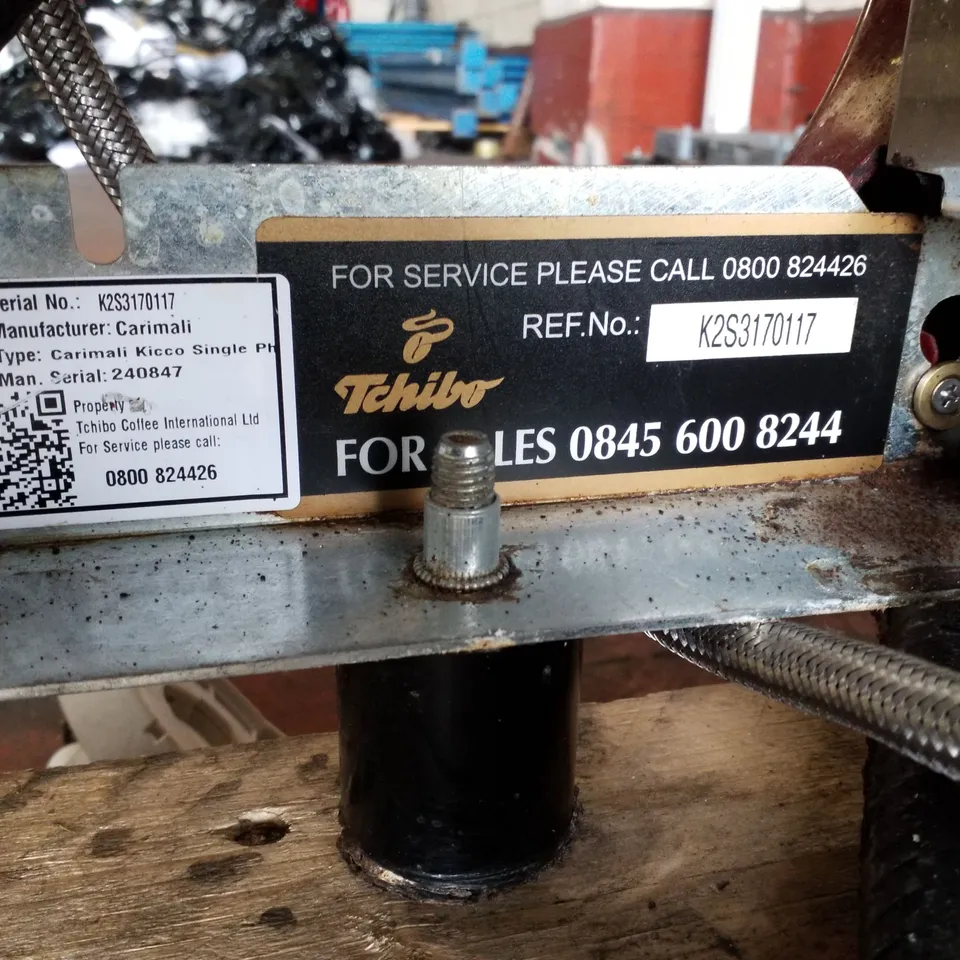 erial No.: K2S3170117
Manufacturer: Carimali
Type: Carimali Kicco Single Ph
Man. Serial: 240847
Property
Tchibo Coffee International Ltd
For Service please call:
0800 824426
FOR SERVICE PLEASE CALL 0800 824426
REF.No.: K2S3170117
Tchibo
FOR LES 0845 600 8244